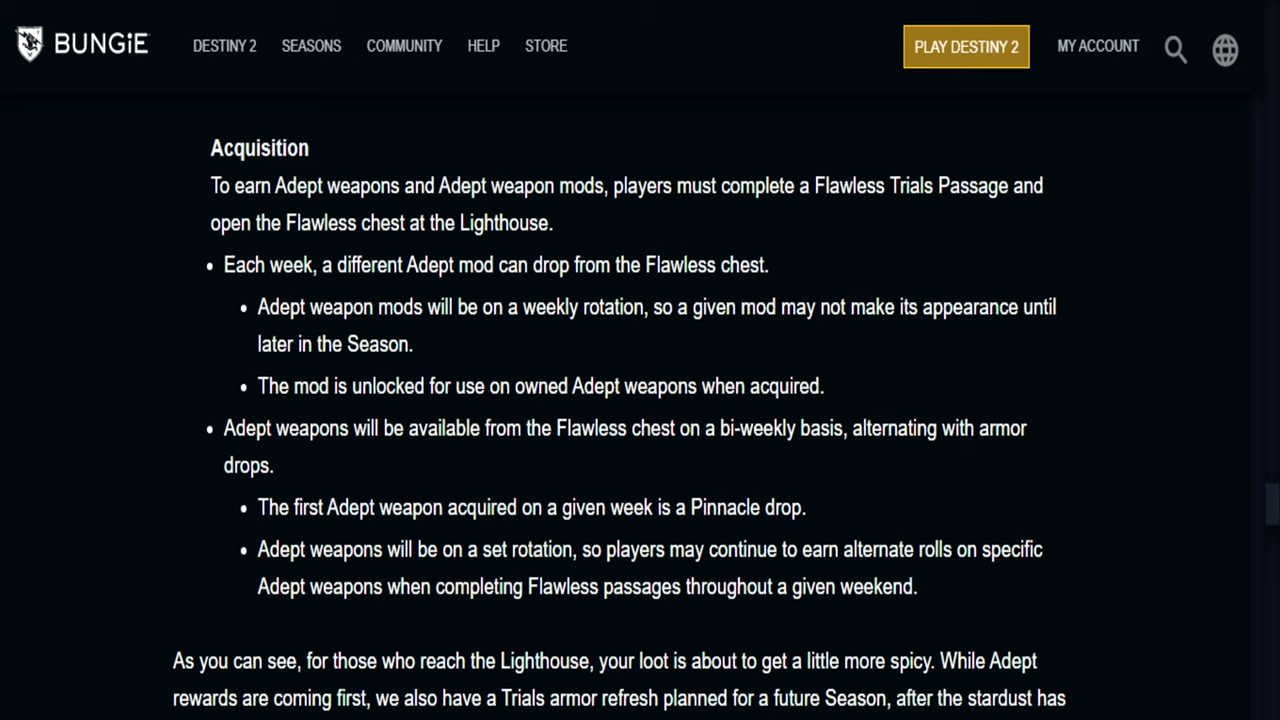 BUNGiE DESTINY 2 SEASONS COMMUNITY HELP STORE PLAY DESTINY 2 MY ACCOUNT
Acquisition
To earn Adept weapons and Adept weapon mods, players must complete a Flawless Trials Passage and
open the Flawless chest at the Lighthouse.
• Each week, a different Adept mod can drop from the Flawless chest.
• Adept weapon mods will be on a weekly rotation, so a given mod may not make its appearance until
later in the Season.
• The mod is unlocked for use on owned Adept weapons when acquired.
• Adept weapons will be available from the Flawless chest on a bi-weekly basis, alternating with armor
drops.
• The first Adept weapon acquired on a given week is a Pinnacle drop.
• Adept weapons will be on a set rotation, so players may continue to earn alternate rolls on specific
Adept weapons when completing Flawless passages throughout a given weekend.
As you can see, for those who reach the Lighthouse, your loot is about to get a little more spicy. While Adept
rewards are coming first, we also have a Trials armor refresh planned for a future Season, after the stardust has